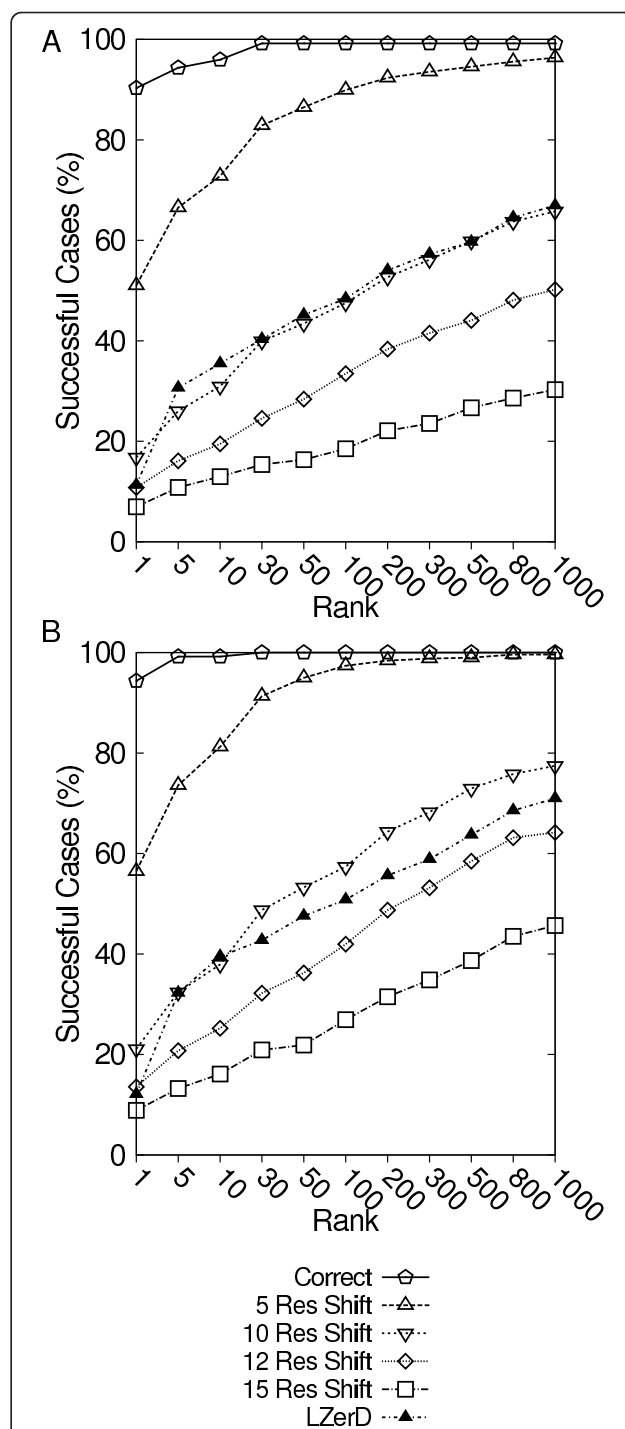 A
100
80
60
40
20
0
Successful Cases (%)
1 5 10 30 50 100 200 300 500 800 1000
Rank
B
100
80
60
40
20
0
Successful Cases (%)
1 5 10 30 50 100 200 300 500 800 1000
Rank
Correct
5 Res Shift
10 Res Shift
12 Res Shift
15 Res Shift
LZerD